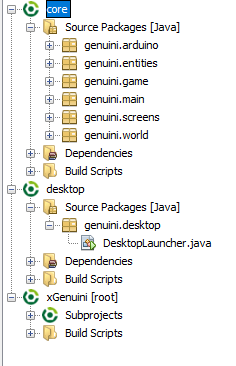 core
Source Packages [Java]
genuini.arduino
genuini.entities
genuini.game
genuini.main
genuini.screens
genuini.world
Dependencies
Build Scripts
desktop
Source Packages [Java]
genuini.desktop
DesktopLauncher.java
Dependencies
Build Scripts
xGenuini [root]
Subprojects
Build Scripts